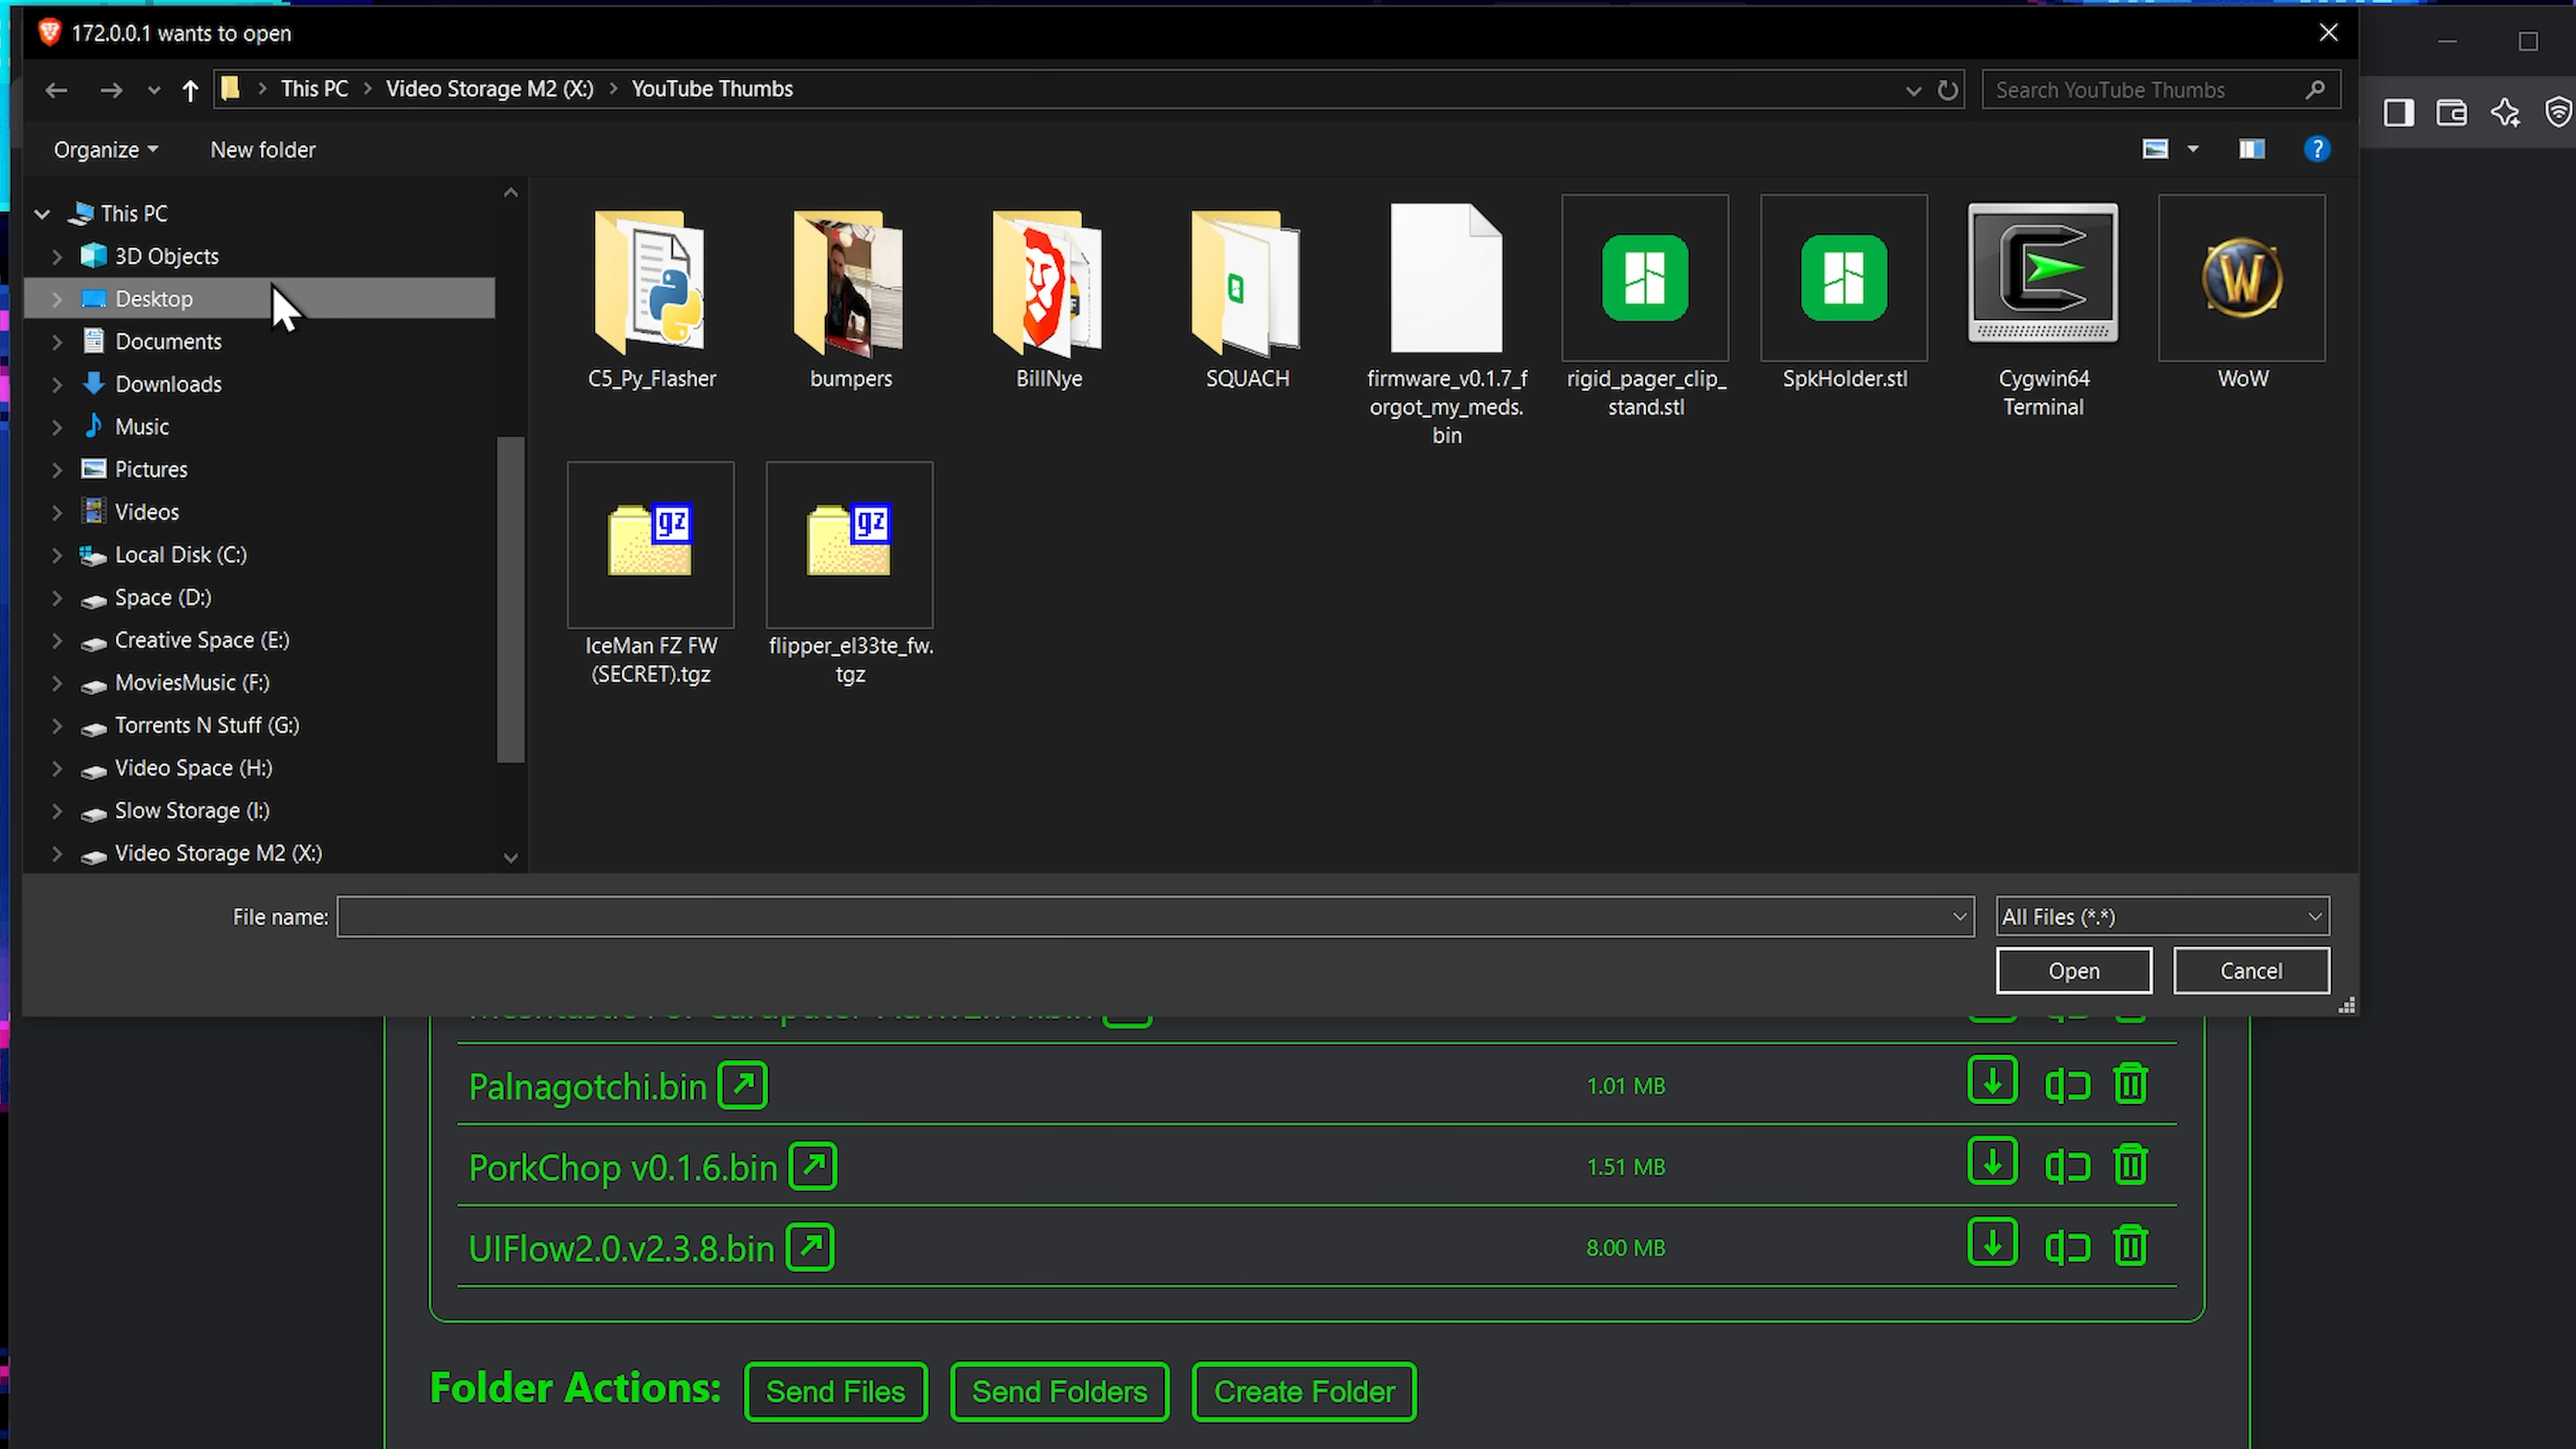 172.0.0.1 wants to open
This PC > Video Storage M2 (X:) > YouTube Thumbs
Search YouTube Thumbs
Organize
New folder
?
This PC
3D Objects
Desktop
Documents
Downloads
Music
Pictures
Videos
Local Disk (C:)
Space (D:)
Creative Space (E:)
MoviesMusic (F:)
Torrents N Stuff (G:)
Video Space (H:)
Slow Storage (I:)
Video Storage M2 (X:)
C5_Py_Flasher
bumpers
BillNye
SQUACH
firmware_v0.1.7_f
orgot_my_meds.
bin
rigid_pager_clip_
stand.stl
SpkHolder.stl
Cygwin64
Terminal
W
WoW
gz
IceMan FZ FW
(SECRET).tgz
gz
flipper_el33te_fw.
tgz
File name:
All Files (*.*)
Open
Cancel
Palnagotchi.bin
1.01 MB
PorkChop v0.1.6.bin
1.51 MB
UIFlow2.0.v2.3.8.bin
8.00 MB
Folder Actions:
Send Files
Send Folders
Create Folder